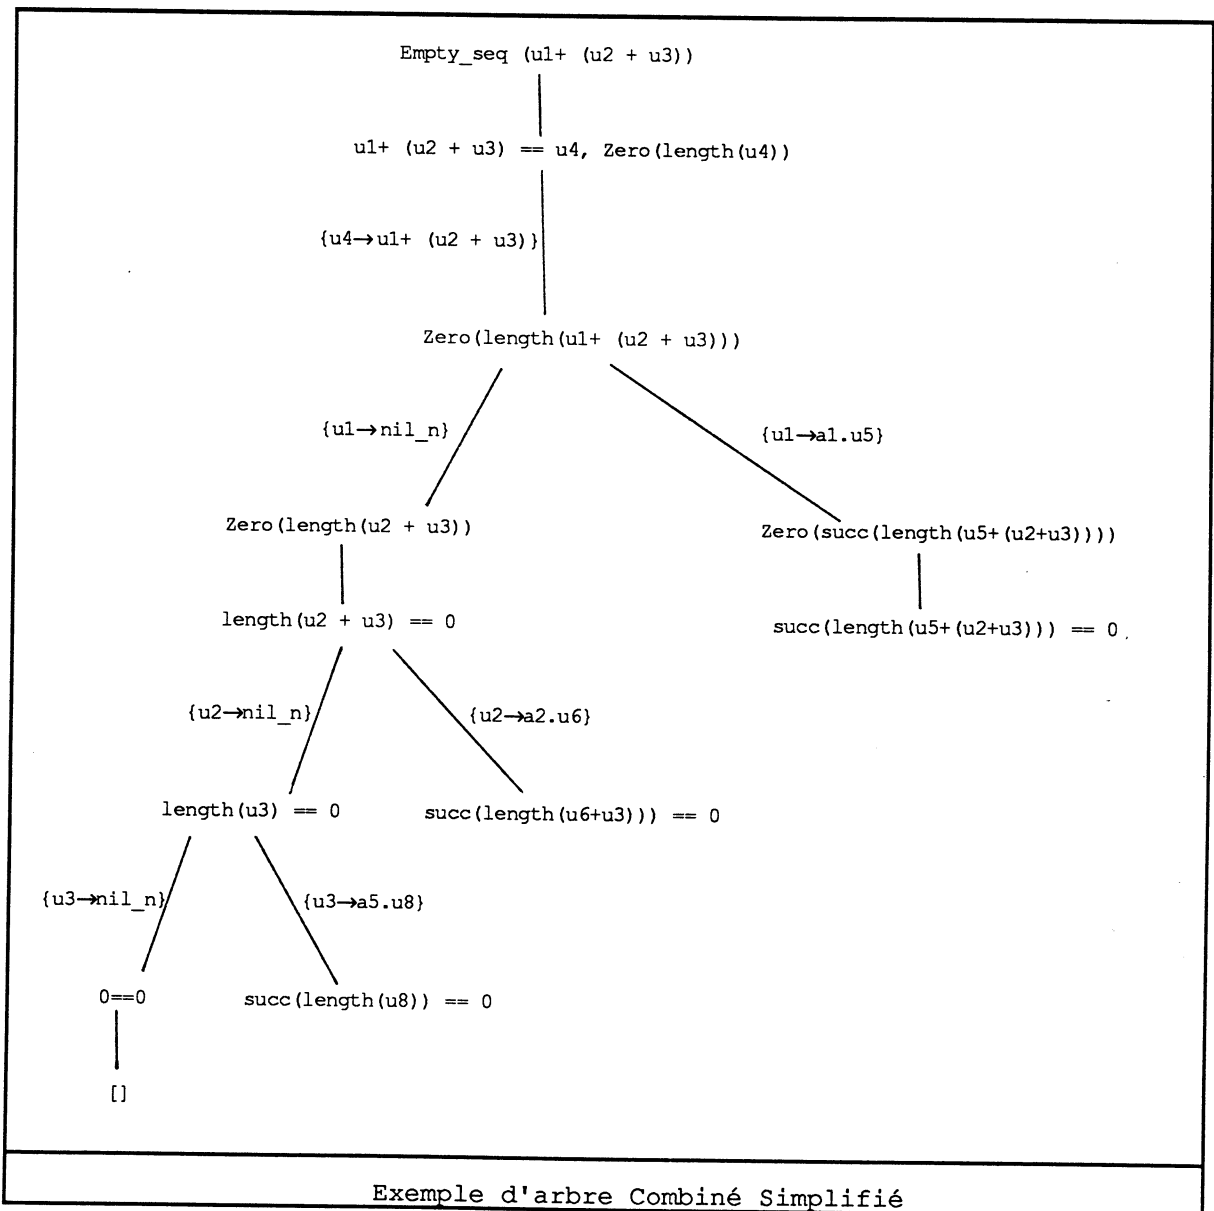 Empty_seq (u1+ (u2 + u3))
u1+ (u2 + u3) == u4, Zero(length(u4))
{u4→u1+ (u2 + u3)}
Zero(length(u1+ (u2 + u3)))
{u1→nil_n}
{u1→a1.u5}
Zero(length(u2 + u3))
Zero(succ(length(u5+(u2+u3))))
length(u2 + u3) == 0
succ(length(u5+(u2+u3))) == 0
{u2→nil_n}
{u2→a2.u6}
length(u3) == 0
succ(length(u6+u3))) == 0
{u3→nil_n}
{u3→a5.u8}
0==0
succ(length(u8)) == 0
[]
Exemple d'arbre Combiné Simplifié